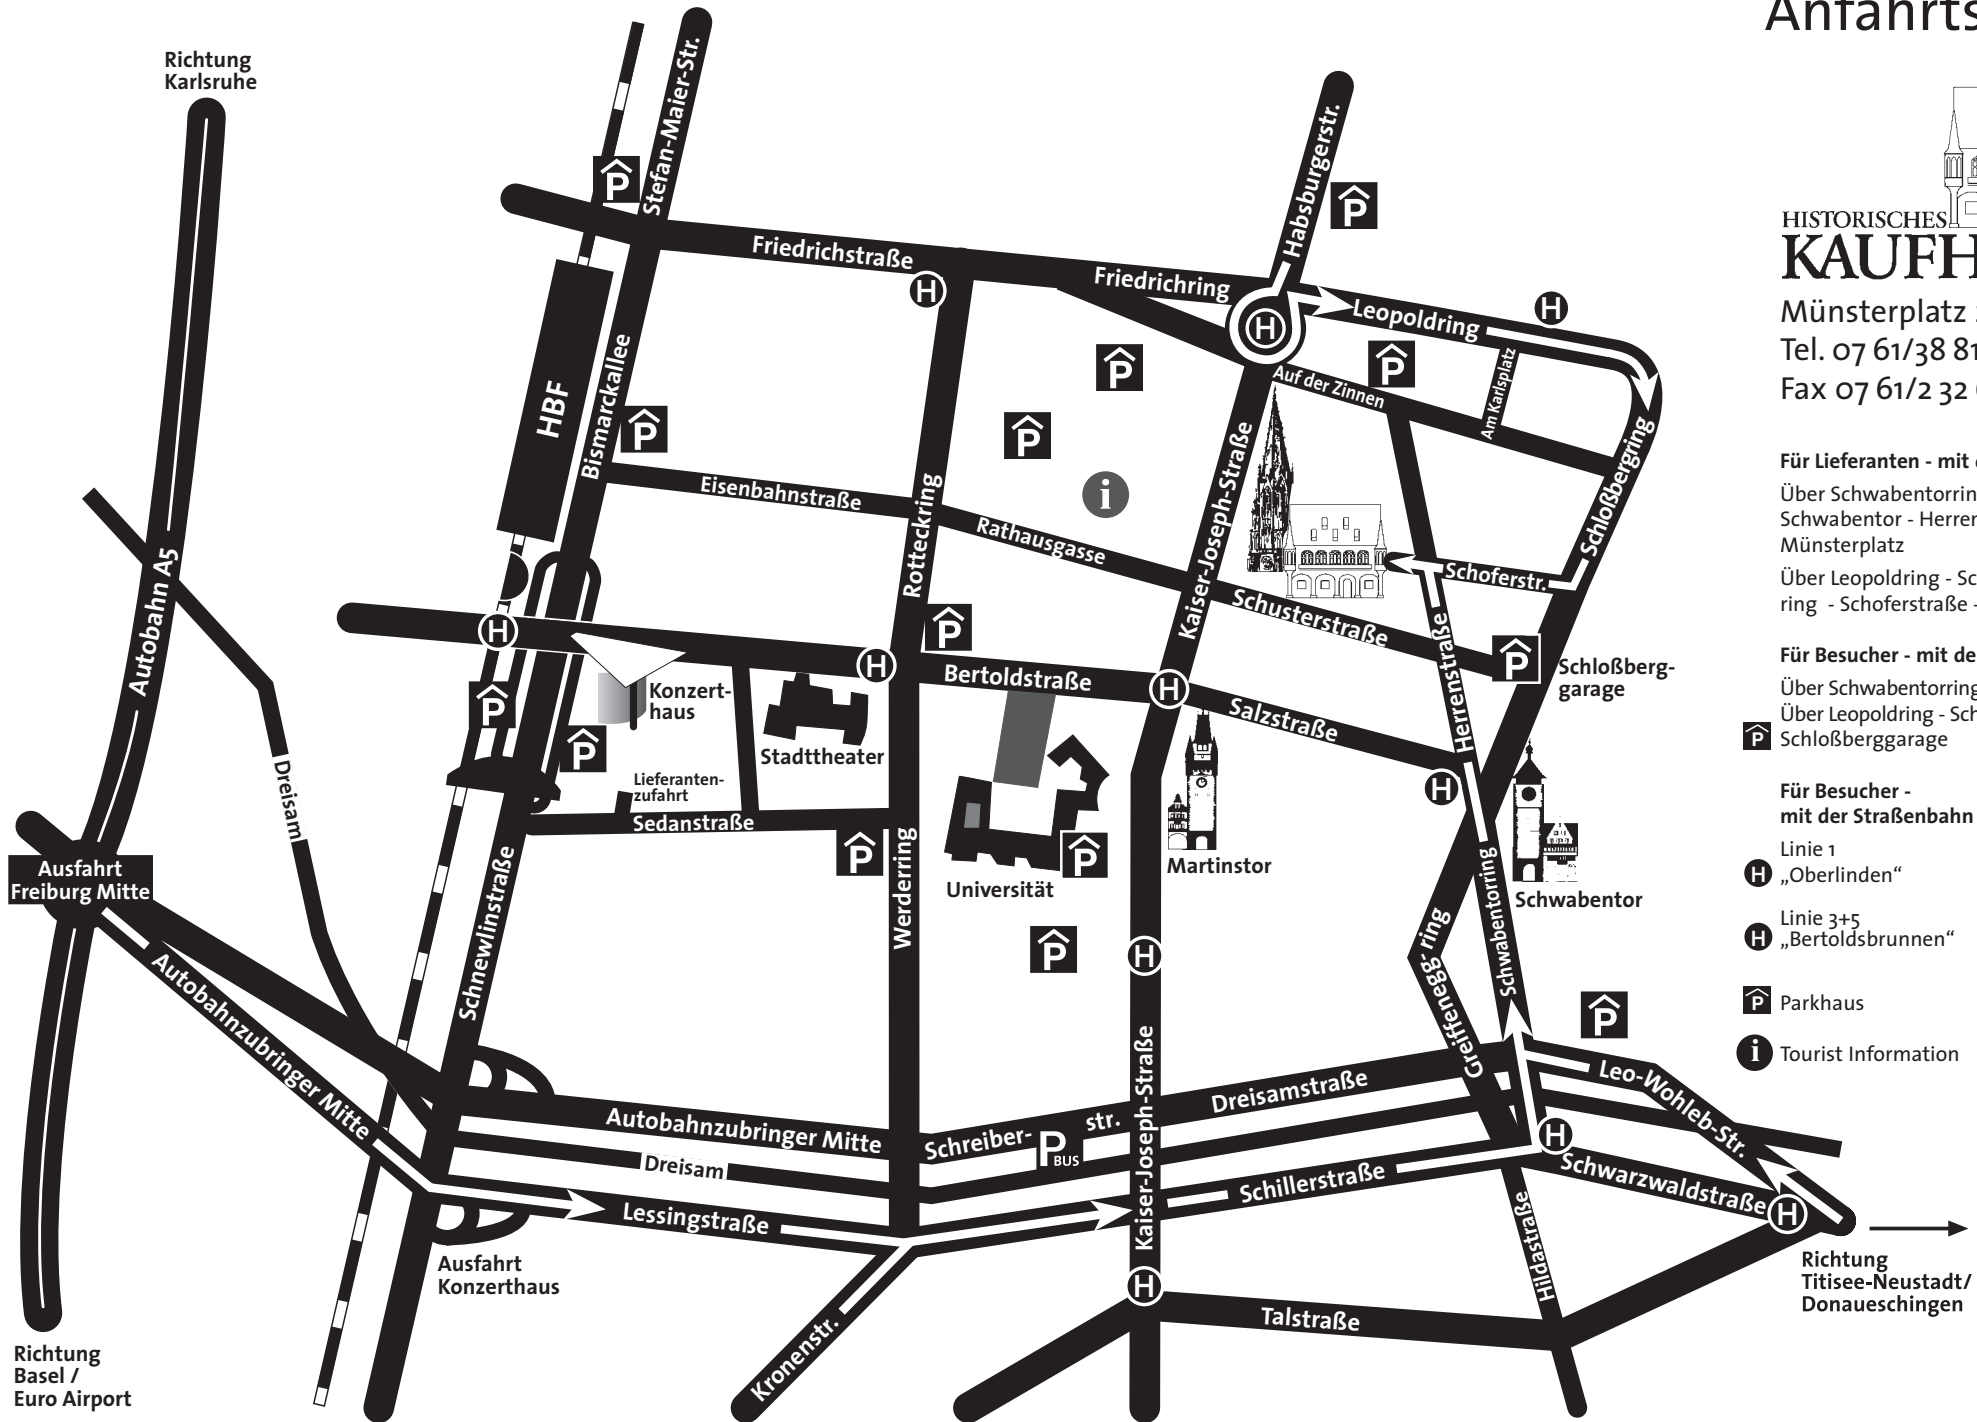 Anfahrts
Richtung
Karlsruhe
Stefan-Maier-Str.
Habsburgerstr.
P
P
HISTORISCHES
KAUFH
Friedrichstraße
Friedrichring
Leopoldring
H
H
H
Münsterplatz
Tel. 07 61/38 81
Fax 07 61/2 32
HBF
Bismarckallee
P
P
P
P
Auf der Zinnen
Am Karlsplatz
Schloßbergring
Kaiser-Joseph-Straße
Eisenbahnstraße
Rotteckring
Rathausgasse
i
Autobahn A5
Schoferstr.
Schusterstraße
Herrenstraße
H
P
P
Schloßberg-
garage
Bertoldstraße
H
H
Salzstraße
Konzert-
haus
P
P
Stadttheater
Lieferanten-
zufahrt
Sedanstraße
H
Dreisam
Martinstor
Schwabentor
Universität
P
P
P
Werderring
Schnewlinstraße
Ausfahrt
Freiburg Mitte
Autobahnzubringer Mitte
Greiffenegg-ring
Schwabentorring
H
P
Kaiser-Joseph-Straße
Autobahnzubringer Mitte
Schreiber-
str.
P
BUS
Dreisamstraße
Leo-Wohleb-Str.
Dreisam
H
Schwarzwaldstraße
H
Lessingstraße
Schillerstraße
Hildastraße
Ausfahrt
Konzerthaus
Kronenstr.
H
Talstraße
Richtung
Titisee-Neustadt/
Donaueschingen
Richtung
Basel /
Euro Airport
Für Lieferanten - mit
Über Schwabentorrin
Schwabentor - Herre
Münsterplatz
Über Leopoldring - Sc
ring - Schoferstraße -
Für Besucher - mit de
Über Schwabentorring
Über Leopoldring - Sch
P Schloßberggarage
Für Besucher -
mit der Straßenbahn
Linie 1
H „Oberlinden“
Linie 3+5
H „Bertoldsbrunnen“
P Parkhaus
i Tourist Information